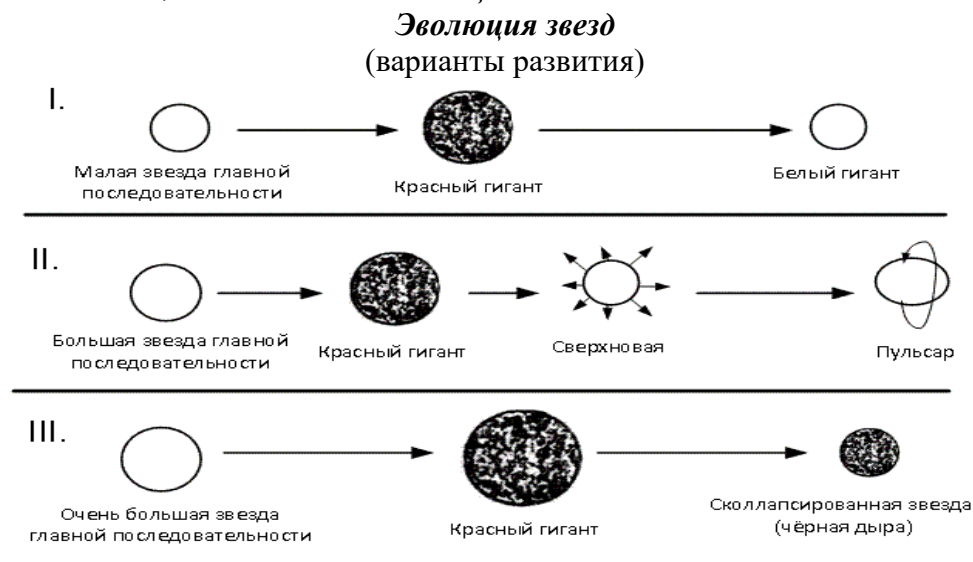 Эволюция звезд
(варианты развития)
I.
Малая звезда главной
последовательности
Красный гигант
Белый гигант
II.
Большая звезда главной
последовательности
Красный гигант
Сверхновая
Пульсар
III.
Очень большая звезда
главной последовательности
Красный гигант
Сколлапсированная звезда
(чёрная дыра)